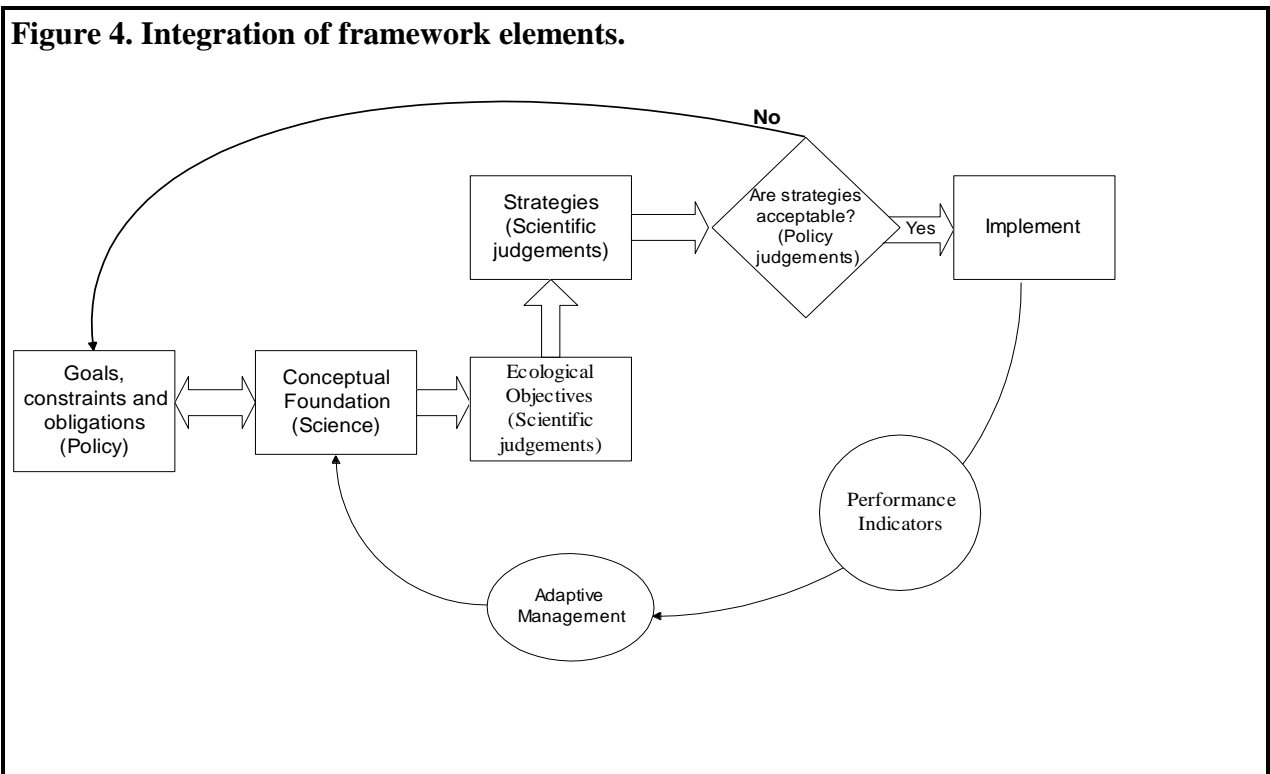 Figure 4. Integration of framework elements.
No
Strategies
(Scientific
judgements)
Are strategies
acceptable?
(Policy
judgements)
Yes
Implement
Goals,
constraints and
obligations
(Policy)
Conceptual
Foundation
(Science)
Ecological
Objectives
(Scientific
judgements)
Performance
Indicators
Adaptive
Management